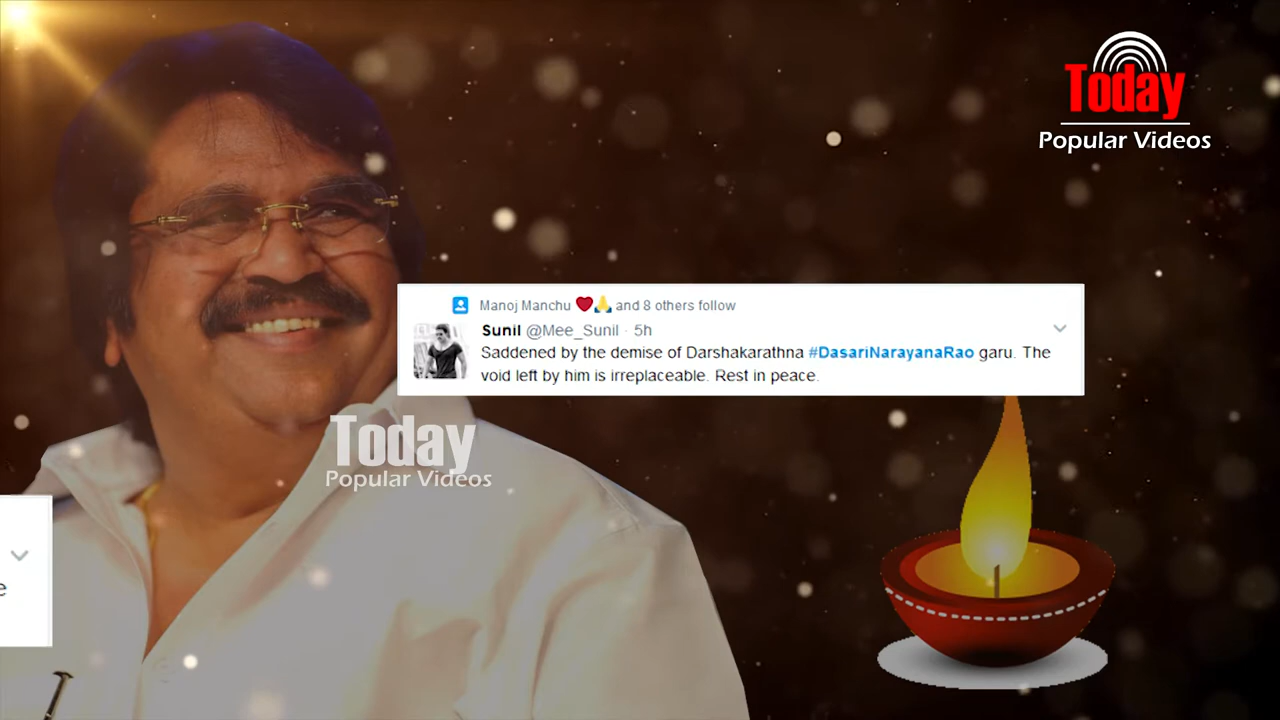 Today
Popular Videos
Manoj Manchu ❤️🙏 and 8 others follow
Sunil @Mee_Sunil · 5h
Saddened by the demise of Darshakarathna #DasariNarayanaRao garu. The
void left by him is irreplaceable. Rest in peace.
Today
Popular Videos
e